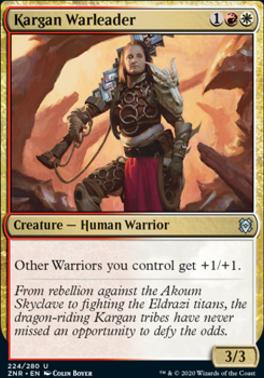 Kargan Warleader 1
Creature — Human Warrior
Other Warriors you control get +1/+1.
From rebellion against the Akoum
Skyclave to fighting the Eldrazi titans, the
dragon-riding Kargan tribes have never
missed an opportunity to defy the odds.
3/3
224/280 U
ZNR • EN COLIN BOYER
™ & © 2020 Wizards of the Coast